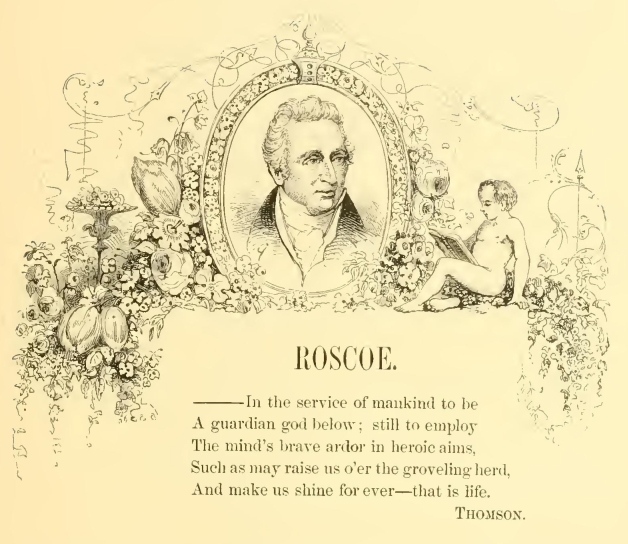 ROSCOE.
———In the service of mankind to be
A guardian god below; still to employ
The mind's brave ardor in heroic aims,
Such as may raise us o'er the groveling herd,
And make us shine for ever—that is life.
THOMSON.